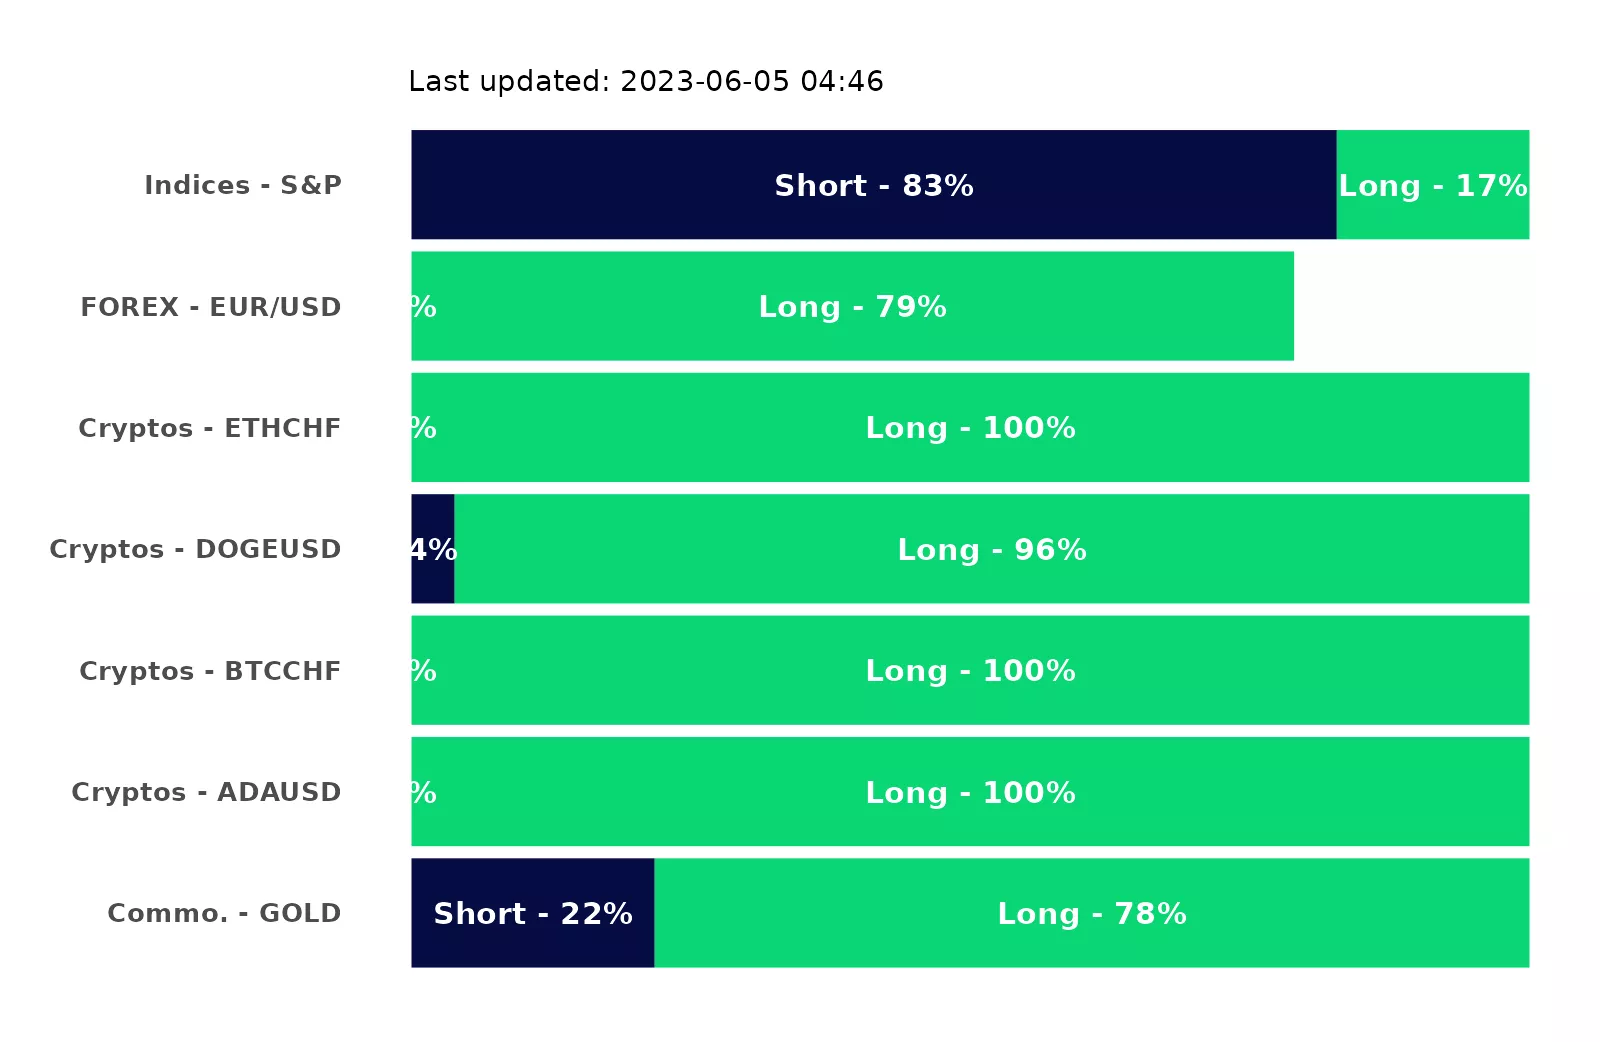 Last updated: 2023-06-05 04:46
Indices - S&P Short - 83% Long - 17%
FOREX - EUR/USD % Long - 79%
Cryptos - ETHCHF % Long - 100%
Cryptos - DOGEUSD 4% Long - 96%
Cryptos - BTCCHF % Long - 100%
Cryptos - ADAUSD % Long - 100%
Commo. - GOLD Short - 22% Long - 78%